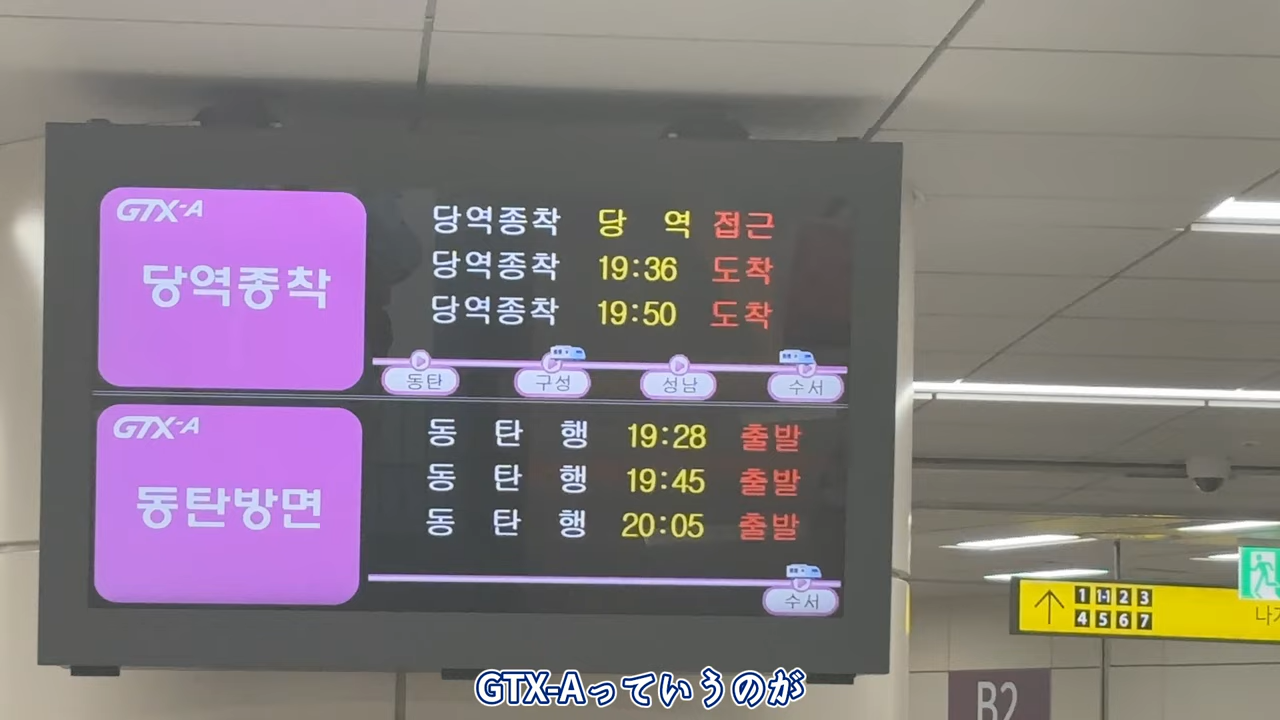 GTX-A
당역종착
당역종착 당 역 접근
당역종착 19:36 도착
당역종착 19:50 도착
동탄 구성 성남 수서
GTX-A
동탄방면
동 탄 행 19:28 출발
동 탄 행 19:45 출발
동 탄 행 20:05 출발
수서
1 1-1 2 3
4 5 6 7
B2
GTX-Aっていうのが